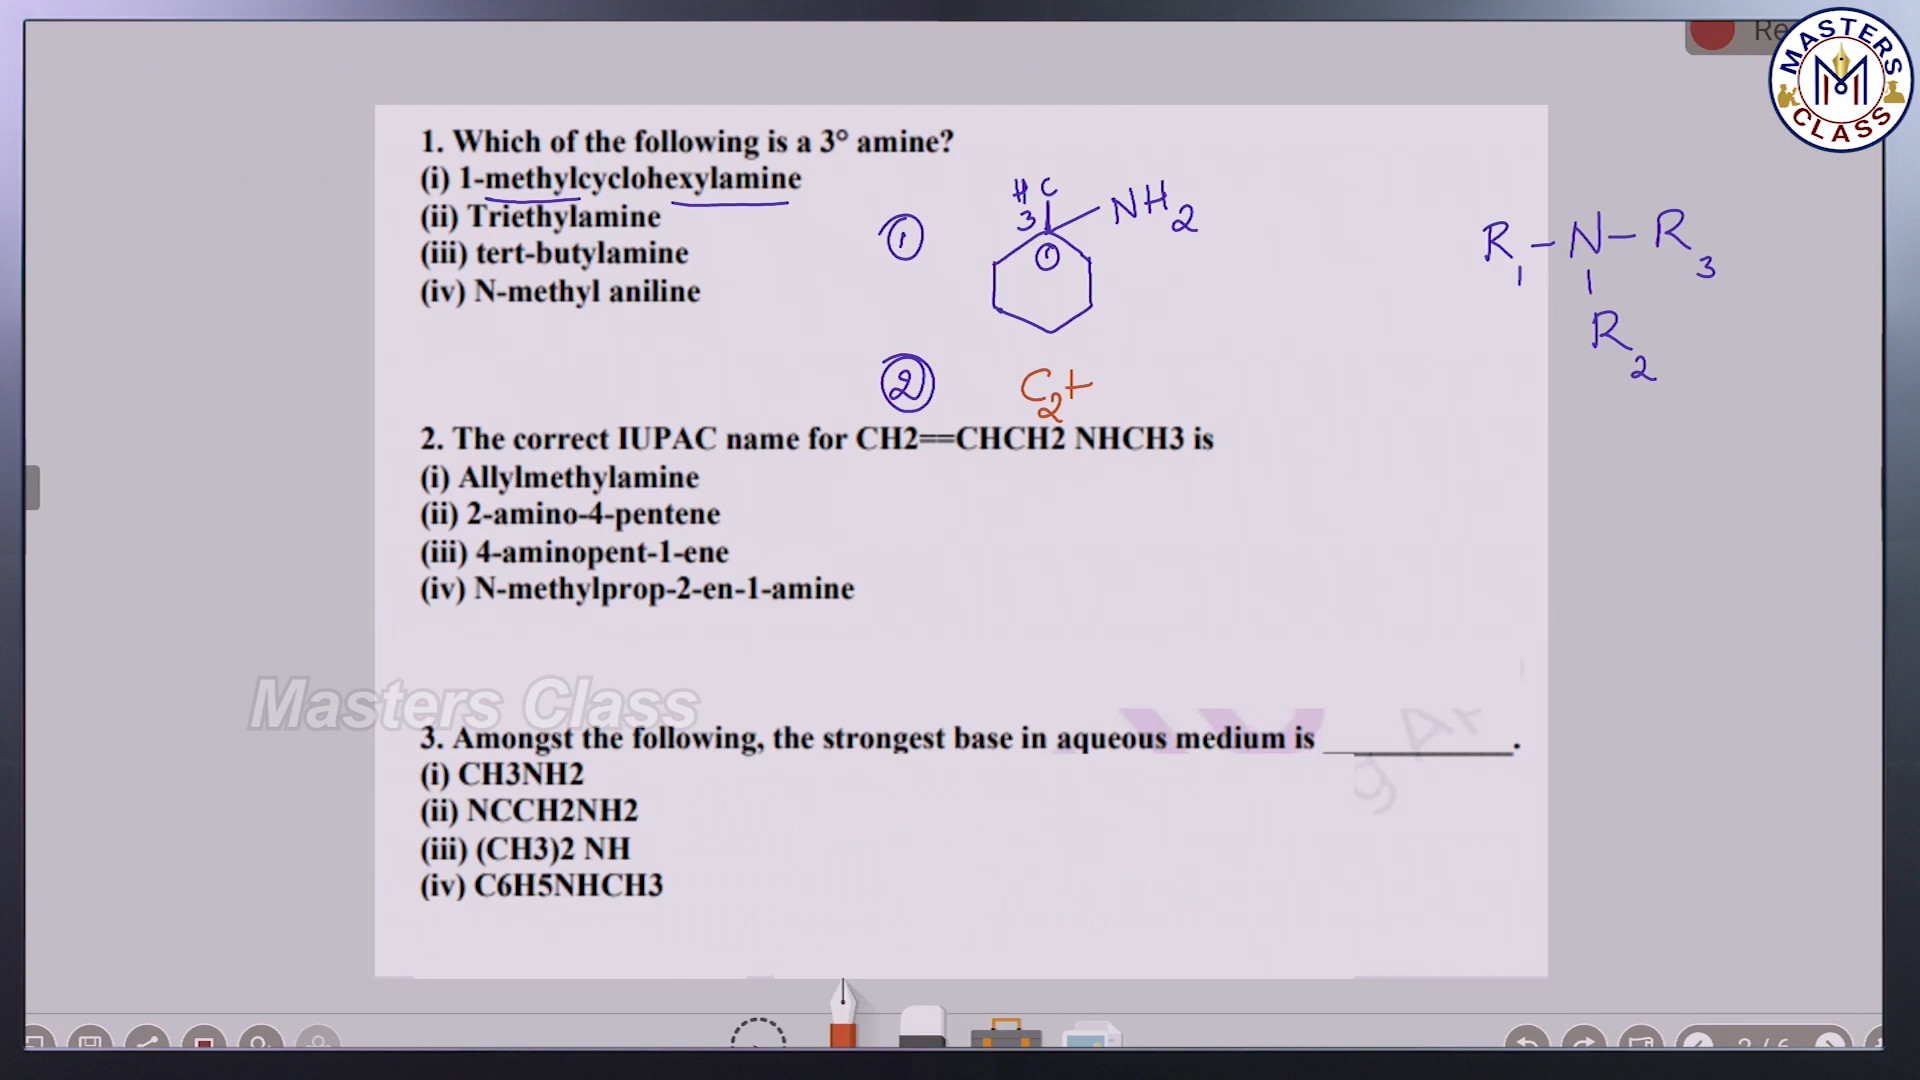 Re
MASTERS
CLASS
1. Which of the following is a 3° amine?
(i) 1-methylcyclohexylamine
(ii) Triethylamine
(iii) tert-butylamine
(iv) N-methyl aniline
①
H3C
NH2
①
R1-N-R3
R2
②
C2H
2. The correct IUPAC name for CH2==CHCH2 NHCH3 is
(i) Allylmethylamine
(ii) 2-amino-4-pentene
(iii) 4-aminopent-1-ene
(iv) N-methylprop-2-en-1-amine
Masters Class
3. Amongst the following, the strongest base in aqueous medium is ____________.
(i) CH3NH2
(ii) NCCH2NH2
(iii) (CH3)2 NH
(iv) C6H5NHCH3